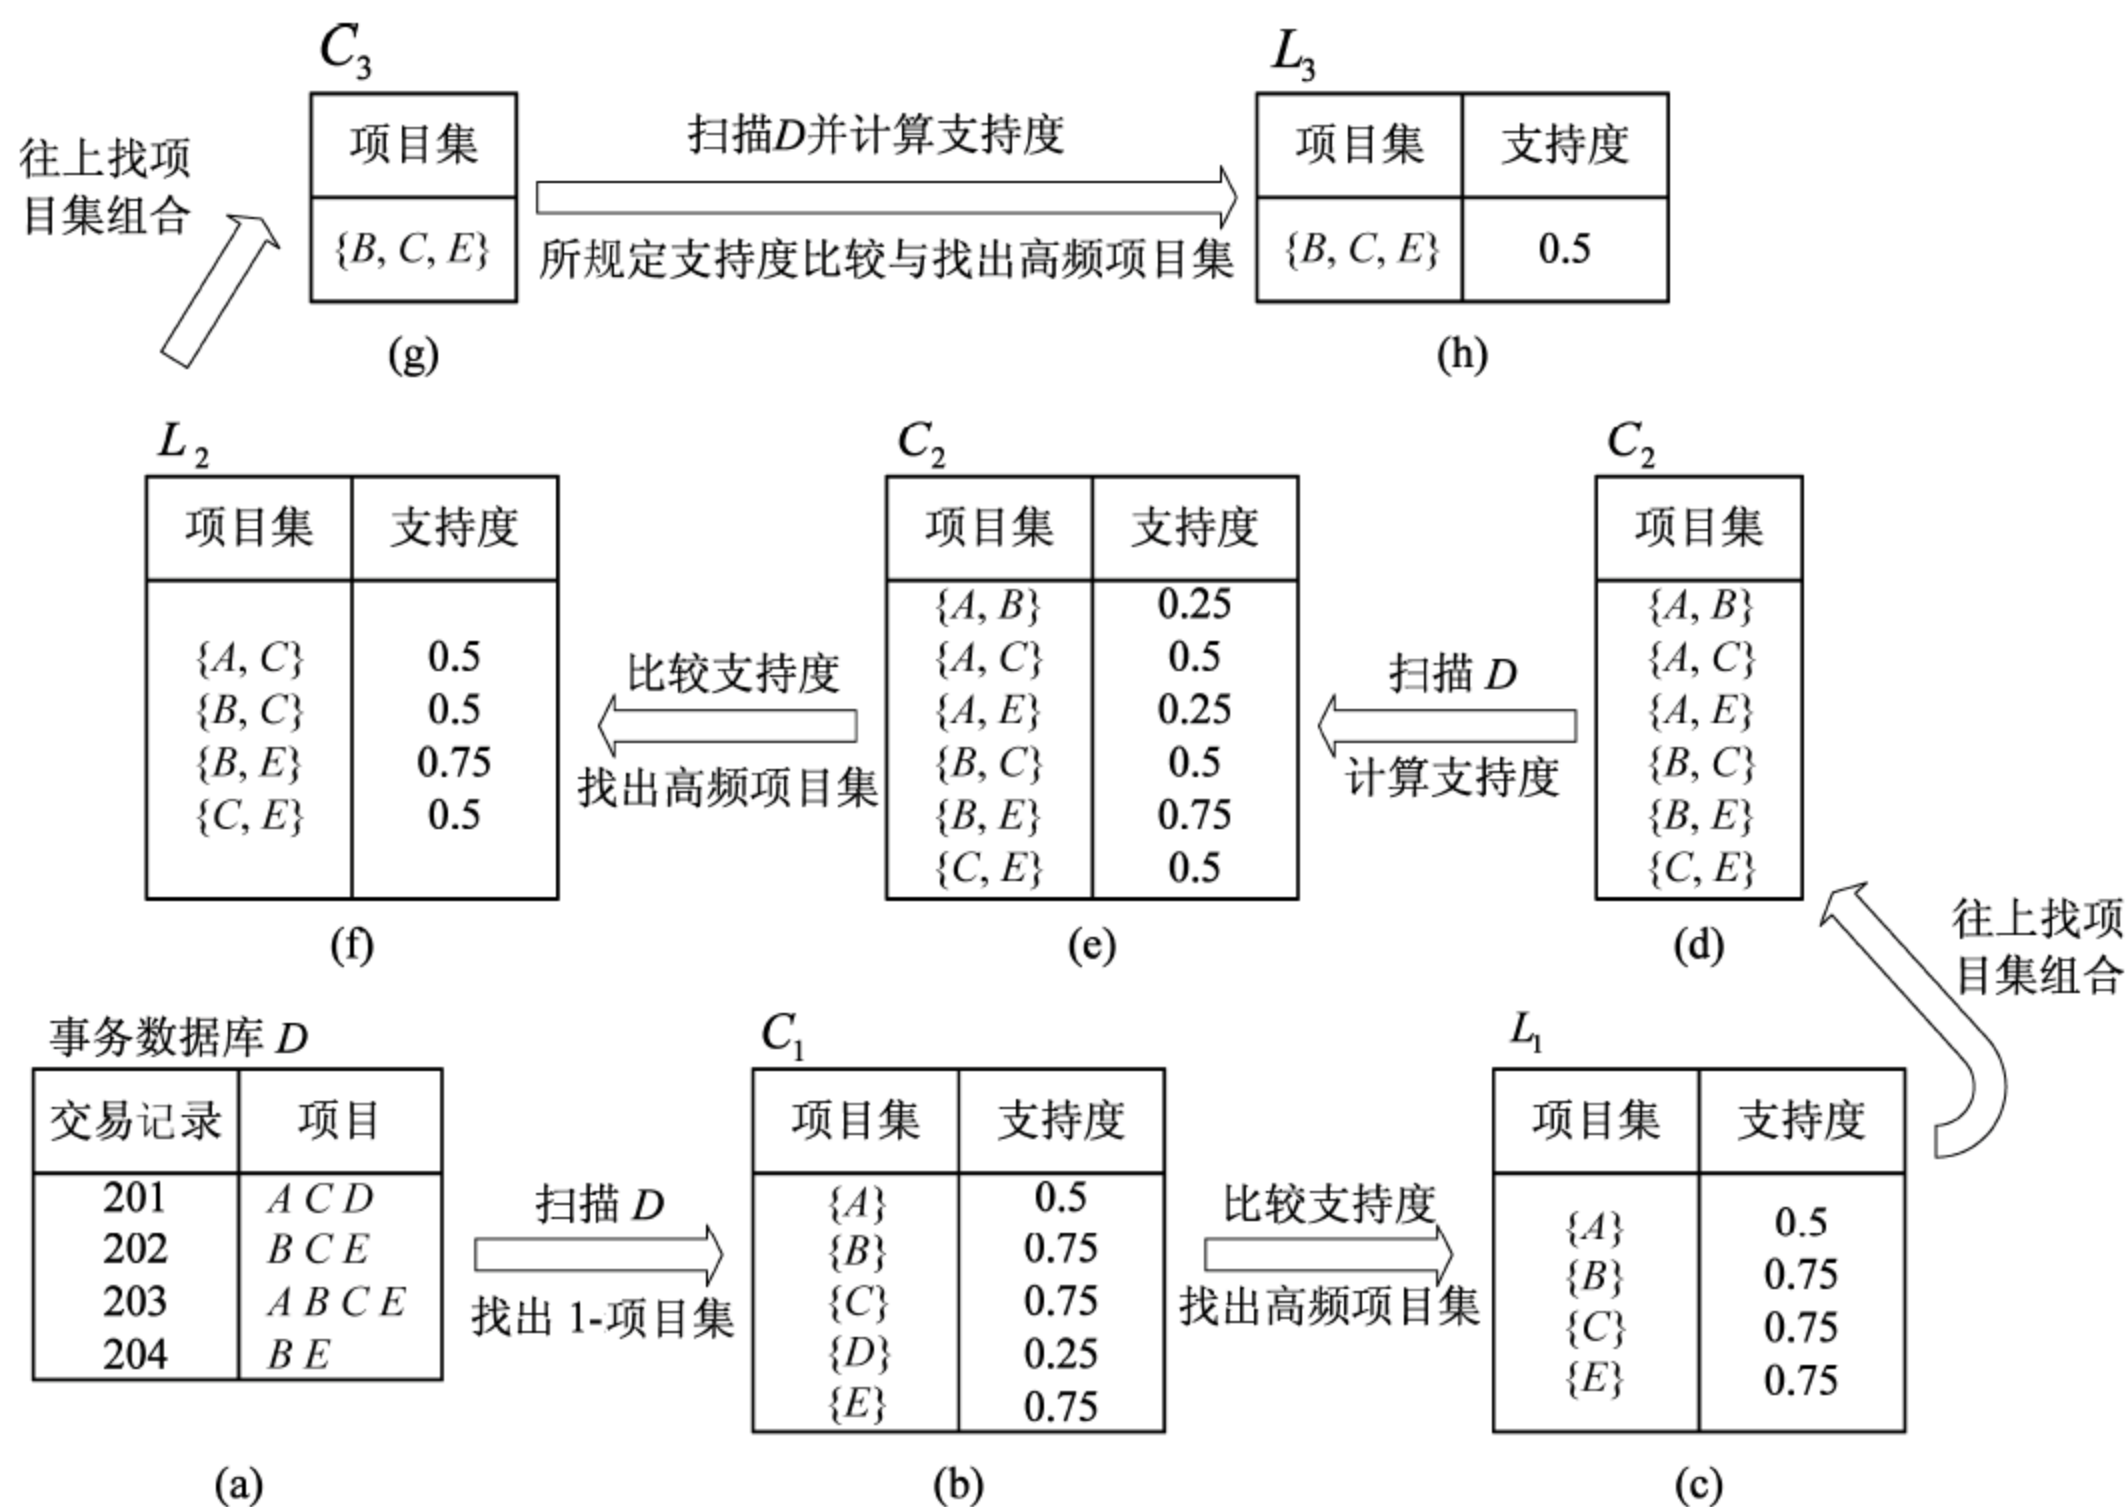 C₃
项目集
{B, C, E}
(g)
往上找项
目集组合
扫描D并计算支持度
所规定支持度比较与找出高频项目集
L₃
项目集 支持度
{B, C, E} 0.5
(h)
L₂
项目集 支持度
{A, C} 0.5
{B, C} 0.5
{B, E} 0.75
{C, E} 0.5
(f)
比较支持度
找出高频项目集
C₂
项目集 支持度
{A, B} 0.25
{A, C} 0.5
{A, E} 0.25
{B, C} 0.5
{B, E} 0.75
{C, E} 0.5
(e)
扫描 D
计算支持度
C₂
项目集
{A, B}
{A, C}
{A, E}
{B, C}
{B, E}
{C, E}
(d)
往上找项
目集组合
事务数据库 D
交易记录 项目
201 A C D
202 B C E
203 A B C E
204 B E
(a)
扫描 D
找出 1-项目集
C₁
项目集 支持度
{A} 0.5
{B} 0.75
{C} 0.75
{D} 0.25
{E} 0.75
(b)
比较支持度
找出高频项目集
L₁
项目集 支持度
{A} 0.5
{B} 0.75
{C} 0.75
{E} 0.75
(c)